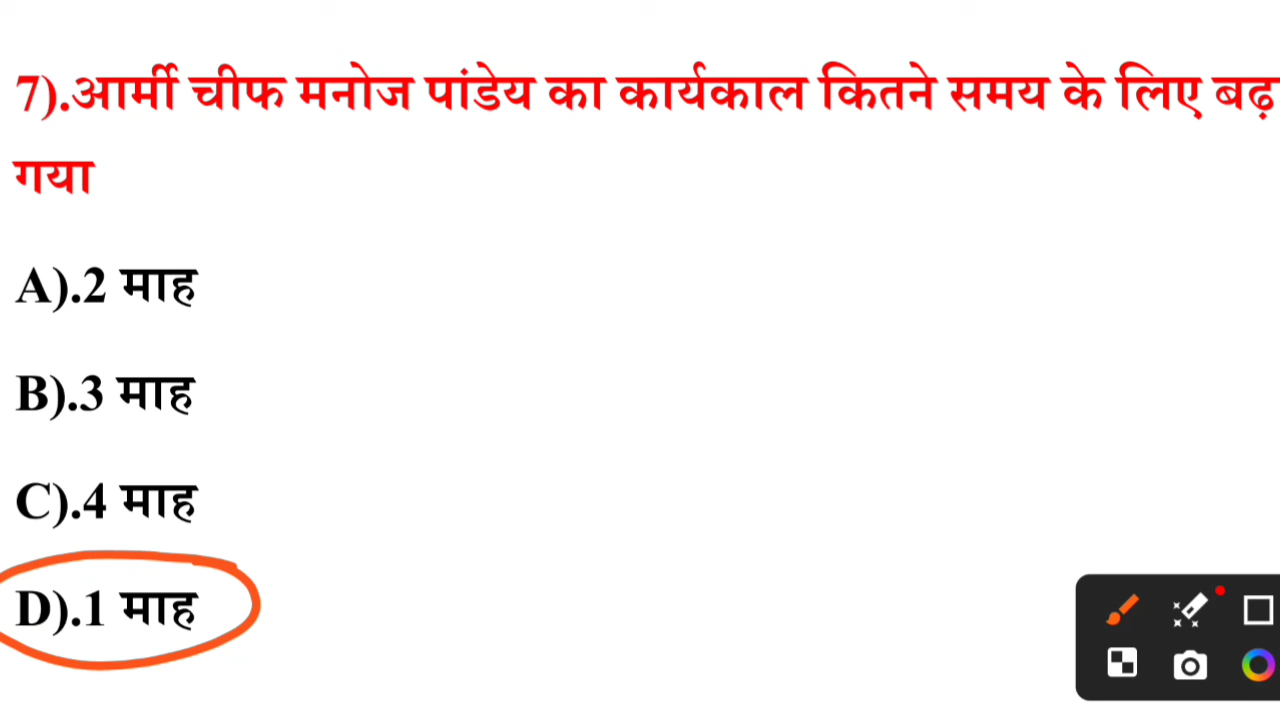 7).आर्मी चीफ मनोज पांडेय का कार्यकाल कितने समय के लिए बढ़
गया
A).2 माह
B).3 माह
C).4 माह
D).1 माह